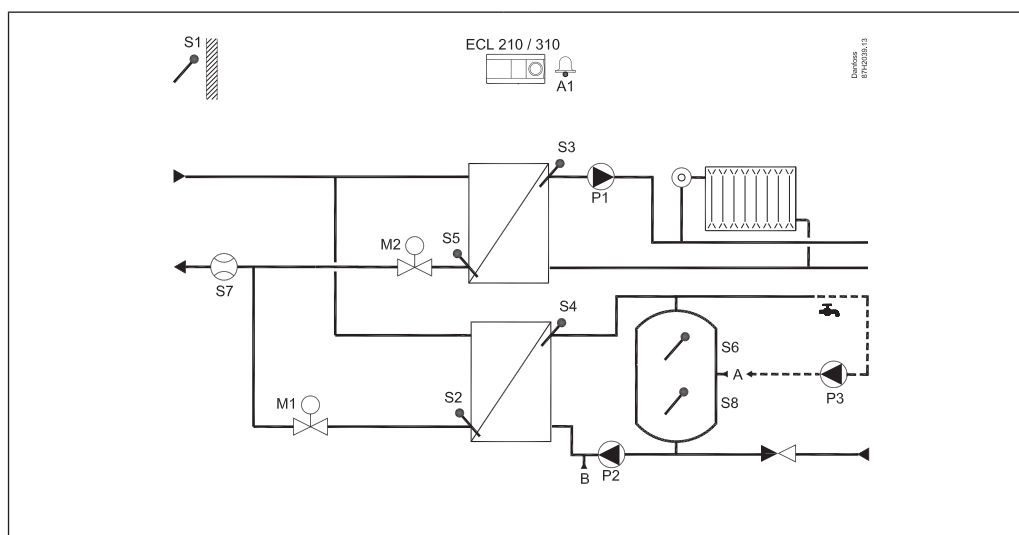 S1
ECL 210 / 310
A1
Danfoss
87H2039.13
S3
P1
M2
S5
S7
S4
S6
A
S8
P3
M1
S2
B
P2